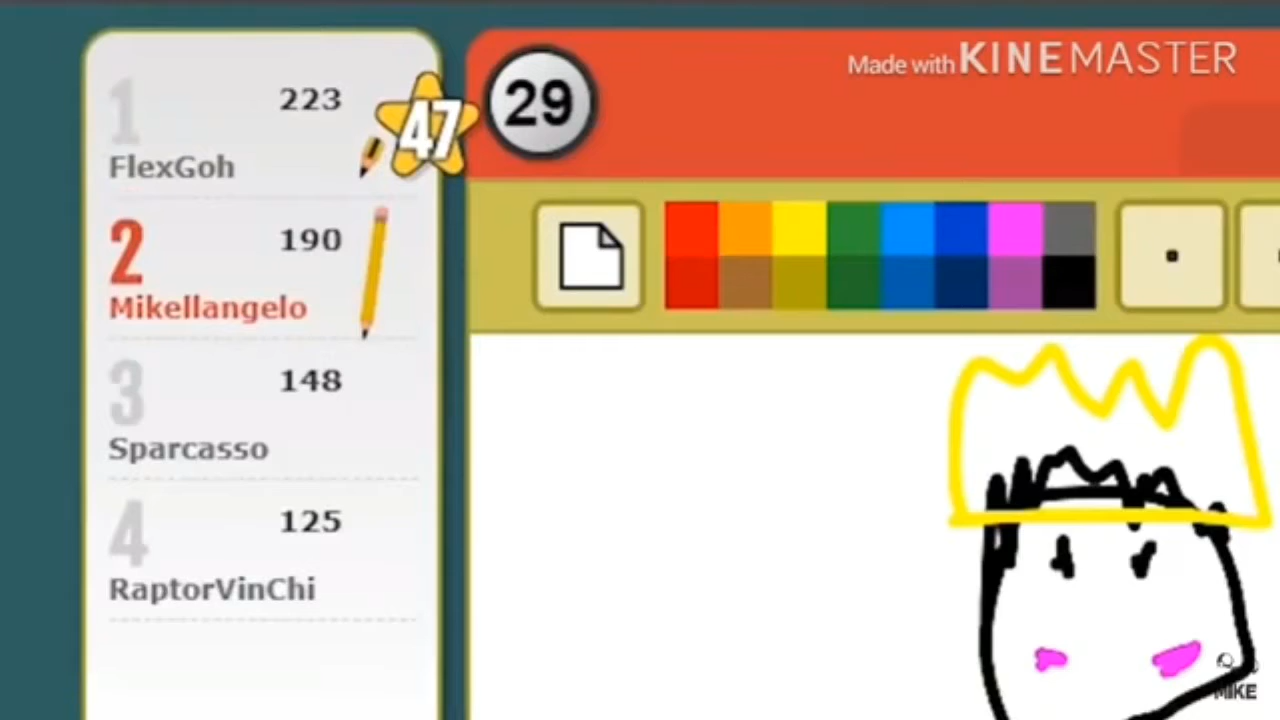 1 223
FlexGoh
47
29
Made with KINEMASTER
2 190
Mikellangelo
3 148
Sparcasso
4 125
RaptorVinChi
MIKE